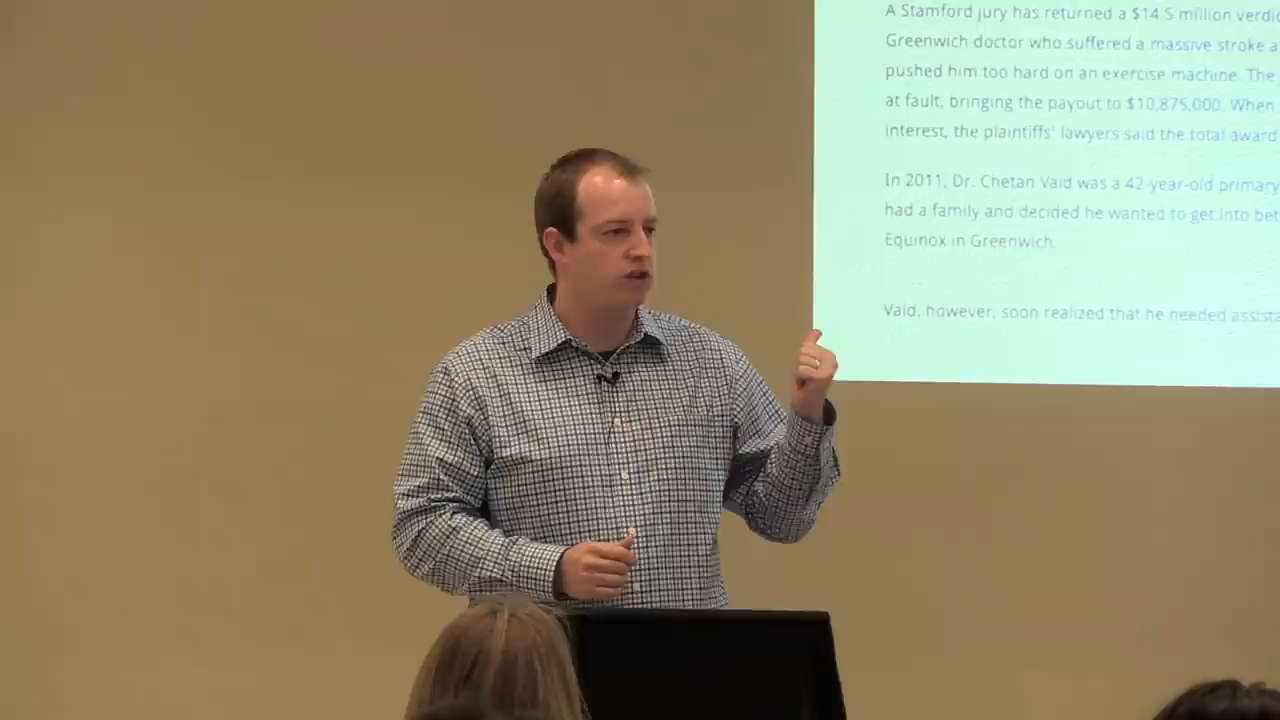 A Stamford jury has returned a $14.5 million
Greenwich doctor who suffered a massive stroke
pushed him too hard on an exercise machine. The
at fault, bringing the payout to $10,875,000. When
interest, the plaintiffs' lawyers said the total award
In 2011, Dr. Chetan Vaid was a 42-year-old primary
had a family and decided he wanted to get into
Equinox in Greenwich.
Vaid, however, soon realized that he needed